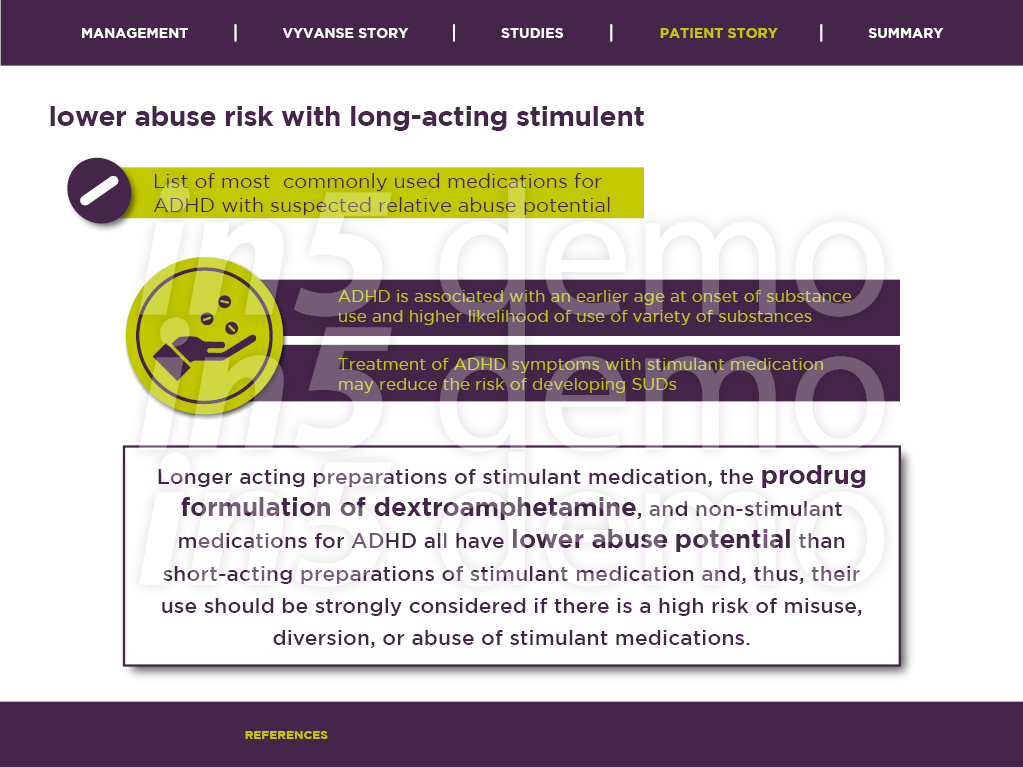 MANAGEMENT | VYVANSE STORY | STUDIES | PATIENT STORY | SUMMARY
lower abuse risk with long-acting stimulent
List of most  commonly used medications for
ADHD with suspected relative abuse potential
ADHD is associated with an earlier age at onset of substance
use and higher likelihood of use of variety of substances
Treatment of ADHD symptoms with stimulant medication
may reduce the risk of developing SUDs
Longer acting preparations of stimulant medication, the prodrug
formulation of dextroamphetamine, and non-stimulant
medications for ADHD all have lower abuse potential than
short-acting preparations of stimulant medication and, thus, their
use should be strongly considered if there is a high risk of misuse,
diversion, or abuse of stimulant medications.
in5 demo
in5 demo
in5 demo
REFERENCES